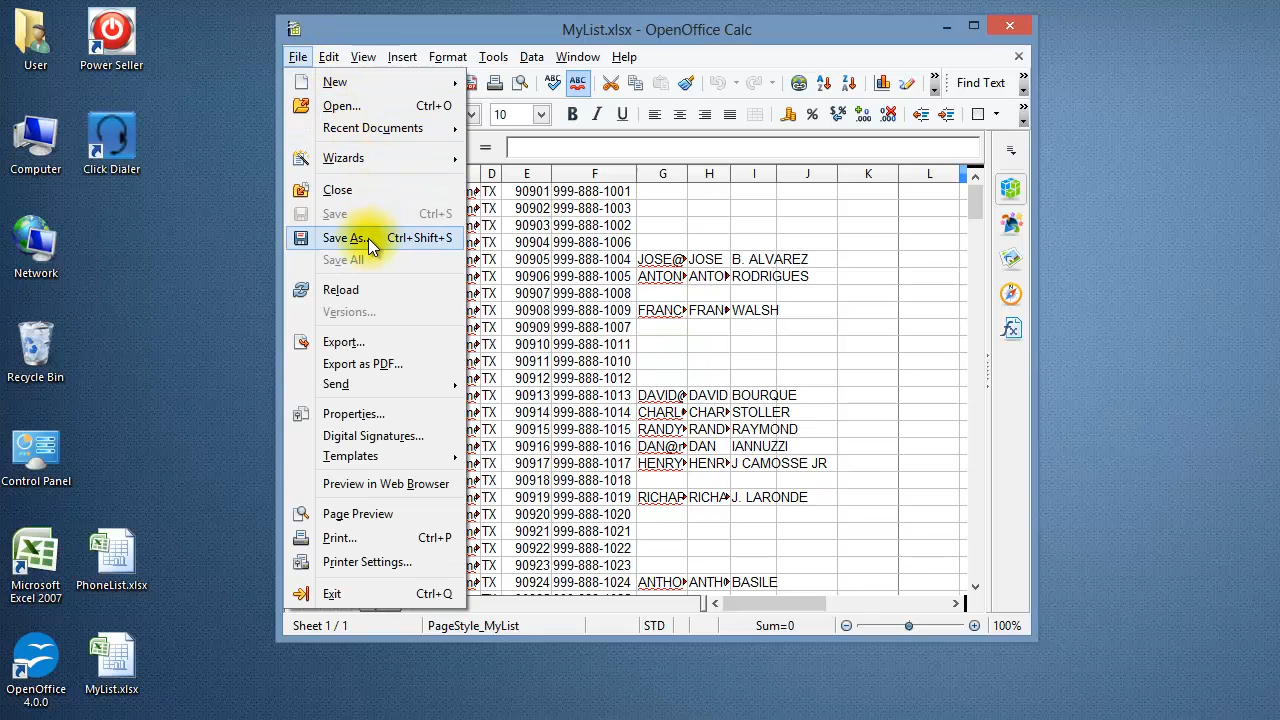 User
Power Seller
Computer
Click Dialer
Network
Recycle Bin
Control Panel
Microsoft
Excel 2007
PhoneList.xlsx
OpenOffice
4.0.0
MyList.xlsx
MyList.xlsx - OpenOffice Calc
File Edit View Insert Format Tools Data Window Help
New
Open... Ctrl+O
Recent Documents
Wizards
Close
Save Ctrl+S
Save As... Ctrl+Shift+S
Save All
Reload
Versions...
Export...
Export as PDF...
Send
Properties...
Digital Signatures...
Templates
Preview in Web Browser
Page Preview
Print... Ctrl+P
Printer Settings...
Exit Ctrl+Q
ABC ABC Find Text
10 B I U
D E F G H I J K L
TX 90901 999-888-1001
TX 90902 999-888-1003
TX 90903 999-888-1002
TX 90904 999-888-1006
TX 90905 999-888-1004 JOSE@ JOSE B. ALVAREZ
TX 90906 999-888-1005 ANTON ANTO RODRIGUES
TX 90907 999-888-1008
TX 90908 999-888-1009 FRANC FRAN WALSH
TX 90909 999-888-1007
TX 90910 999-888-1011
TX 90911 999-888-1010
TX 90912 999-888-1012
TX 90913 999-888-1013 DAVID@ DAVID BOURQUE
TX 90914 999-888-1014 CHARL CHAR STOLLER
TX 90915 999-888-1015 RANDY RAND RAYMOND
TX 90916 999-888-1016 DAN@ DAN IANNUZZI
TX 90917 999-888-1017 HENRY HENR J CAMOSSE JR
TX 90918 999-888-1018
TX 90919 999-888-1019 RICHAR RICHA J. LARONDE
TX 90920 999-888-1020
TX 90921 999-888-1021
TX 90922 999-888-1022
TX 90923 999-888-1023
TX 90924 999-888-1024 ANTHO ANTH BASILE
Sheet 1 / 1 PageStyle_MyList STD Sum=0 100%